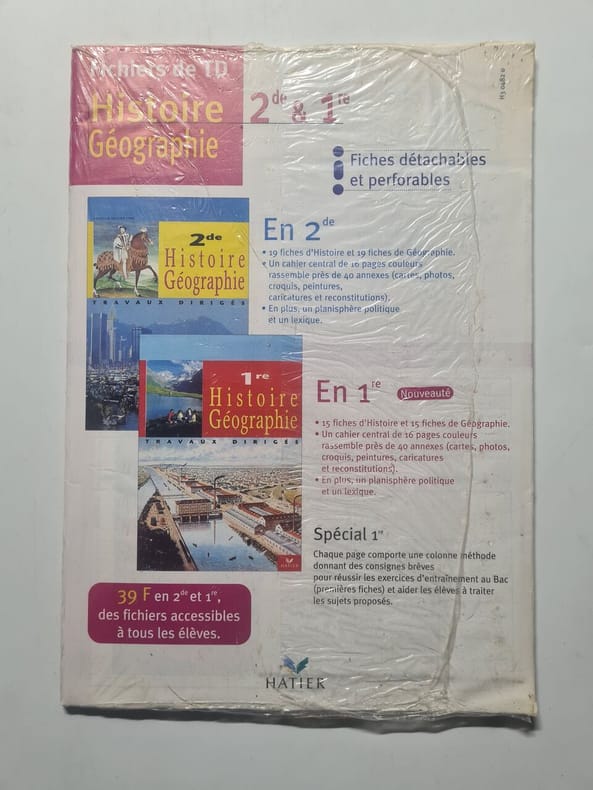 Fichiers de TD
Histoire
Géographie
2de & 1re
H3 0482 0
Fiches détachables
et perforables
2de
Histoire
Géographie
TRAVAUX DIRIGÉS
En 2de
• 19 fiches d'Histoire et 19 fiches de Géographie.
• Un cahier central de 16 pages couleurs
rassemble près de 40 annexes (cartes, photos,
croquis, peintures,
caricatures et reconstitutions).
• En plus, un planisphère politique
et un lexique.
1re
Histoire
Géographie
TRAVAUX DIRIGÉS
HATIER
En 1re
Nouveauté
• 15 fiches d'Histoire et 15 fiches de Géographie.
• Un cahier central de 16 pages couleurs
rassemble près de 40 annexes (cartes, photos,
croquis, peintures, caricatures
et reconstitutions).
• En plus, un planisphère politique
et un lexique.
Spécial 1re
Chaque page comporte une colonne méthode
donnant des consignes brèves
pour réussir les exercices d'entraînement au Bac
(premières fiches) et aider les élèves à traiter
les sujets proposés.
39 F en 2de et 1re,
des fichiers accessibles
à tous les élèves.
HATIER